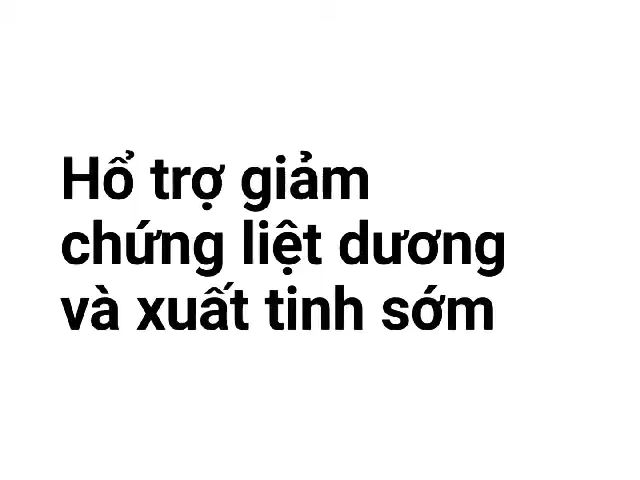 Hổ trợ giảm
chứng liệt dương
và xuất tinh sớm